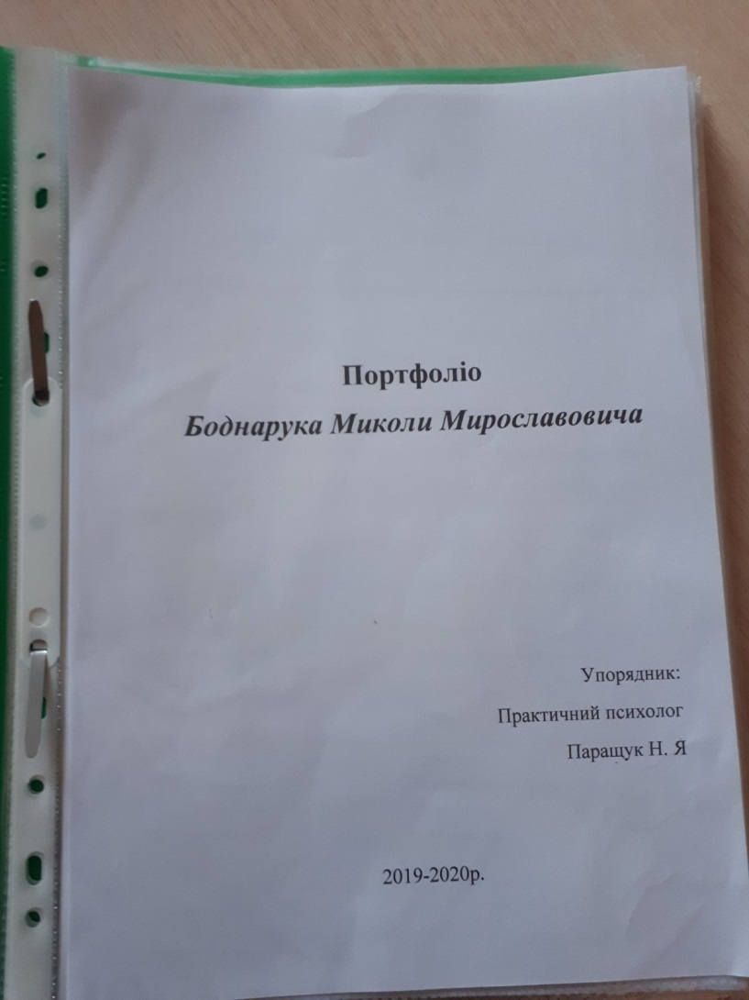 Портфоліо
Боднарука Миколи Мирославовича
Упорядник:
Практичний психолог
Паращук Н. Я
2019-2020р.